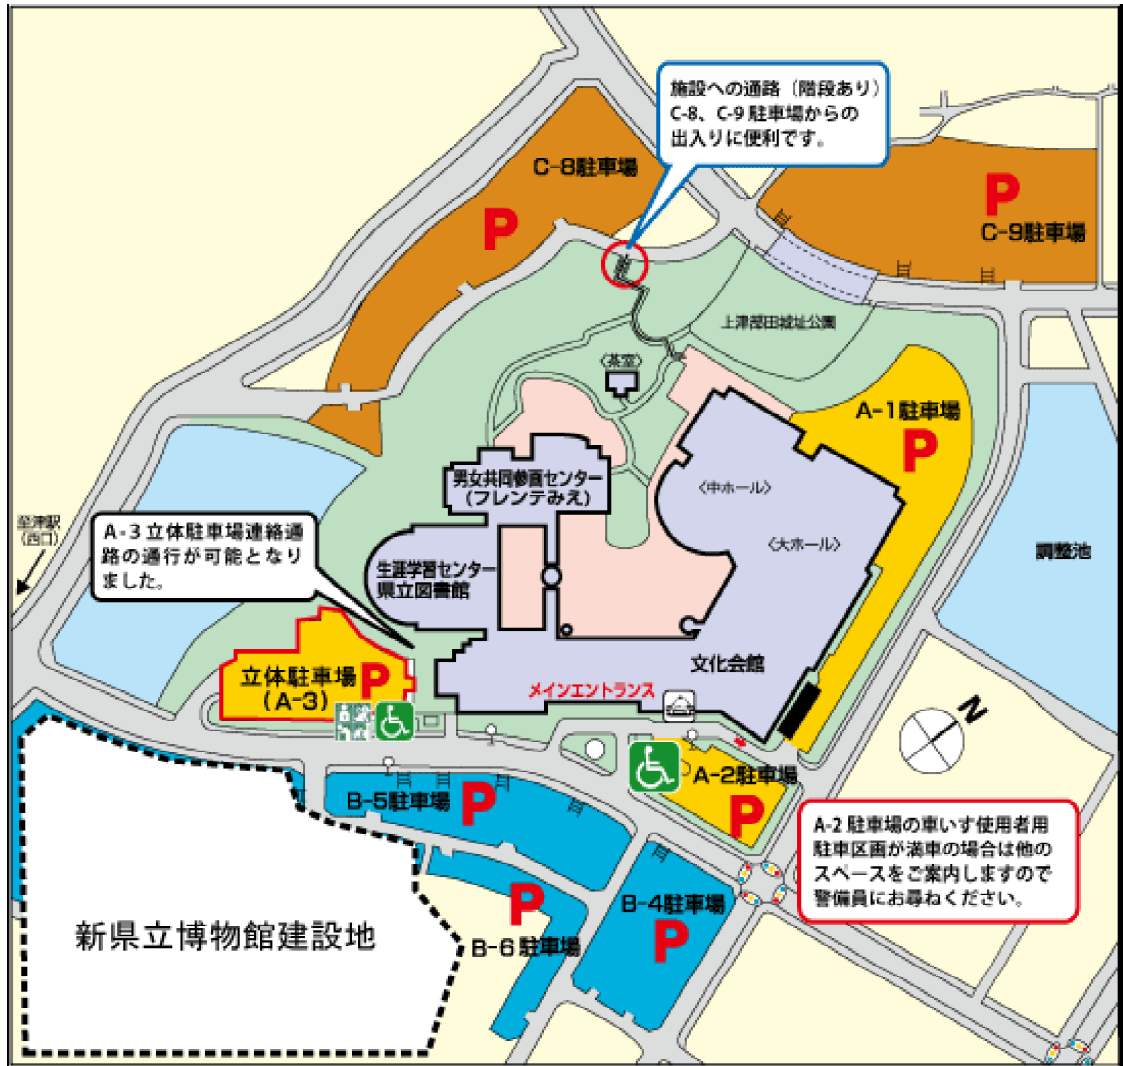 施設への通路（階段あり）
C-8、C-9 駐車場からの
出入りに便利です。
C-8駐車場
P
P
C-9駐車場
上津部田城址公園
〈茶室〉
A-1駐車場
P
男女共同参画センター
(フレンテみえ)
〈中ホール〉
〈大ホール〉
至津駅
(西口)
A-3 立体駐車場連絡通
路の通行が可能となり
ました。
生涯学習センター
県立図書館
調整池
立体駐車場
(A-3)
P
文化会館
メインエントランス
N
A-2駐車場
P
B-5駐車場
P
A-2 駐車場の車いす使用者用
駐車区画が満車の場合は他の
スペースをご案内しますので
警備員にお尋ねください。
B-4駐車場
P
P
B-6 駐車場
新県立博物館建設地